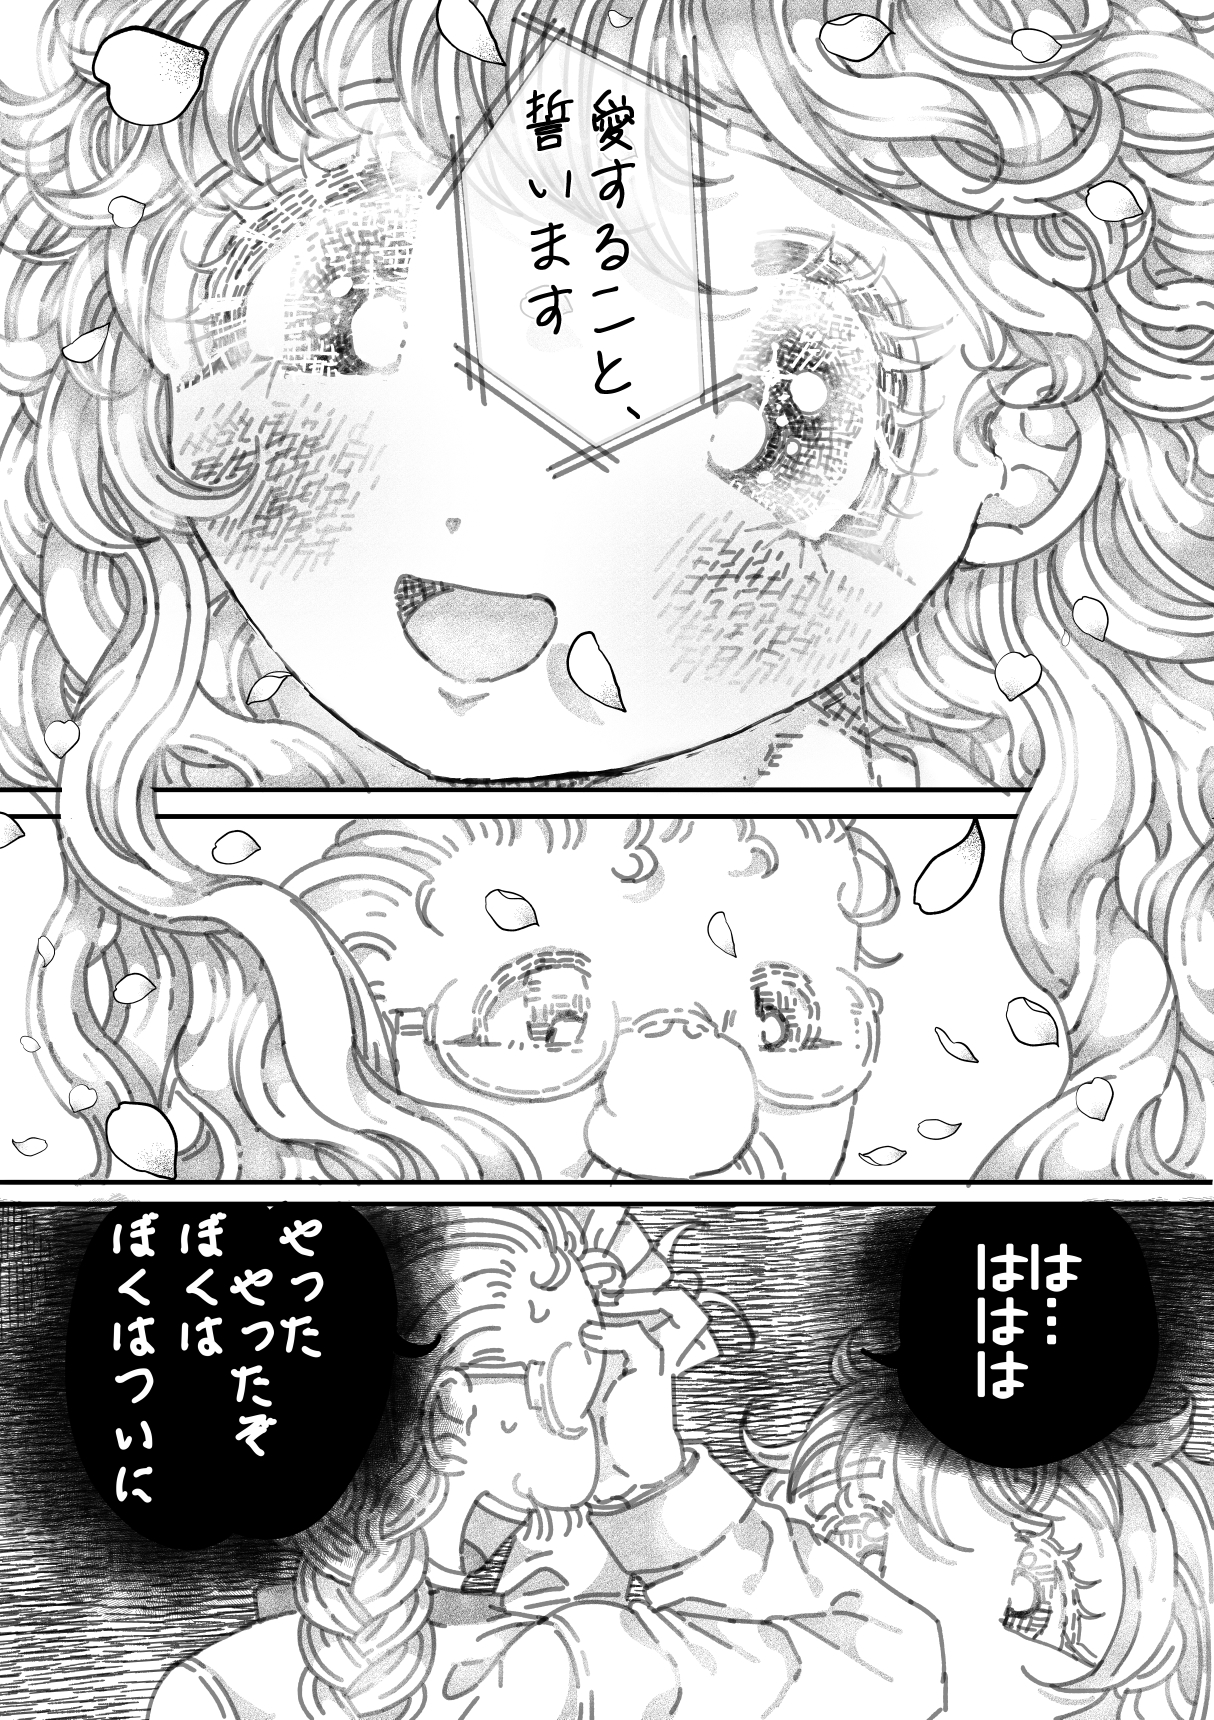 愛すること、
誓います
は…
ははは
やった
やったぞ
ぼくは
ぼくはついに